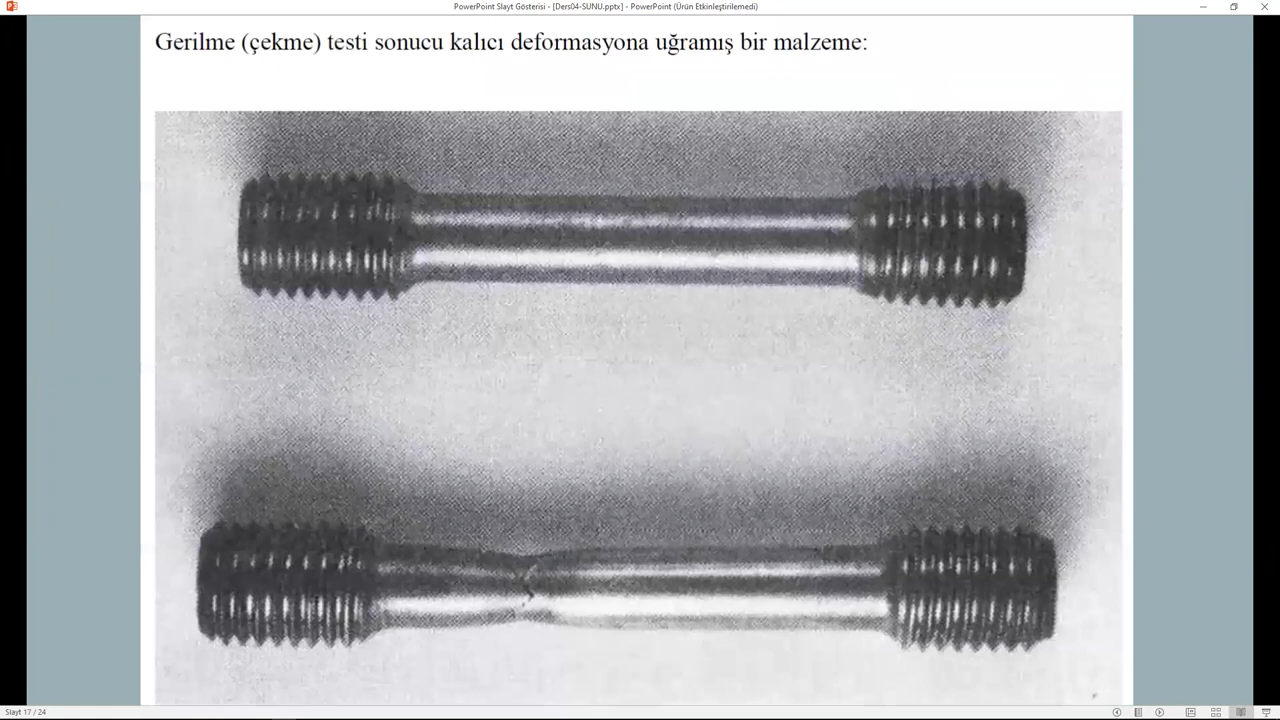 PowerPoint Slayt Gösterisi - [Ders04-SUNU.pptx] - PowerPoint (Ürün Etkinleştirilemedi)
Gerilme (çekme) testi sonucu kalıcı deformasyona uğramış bir malzeme:
Slayt 17 / 24